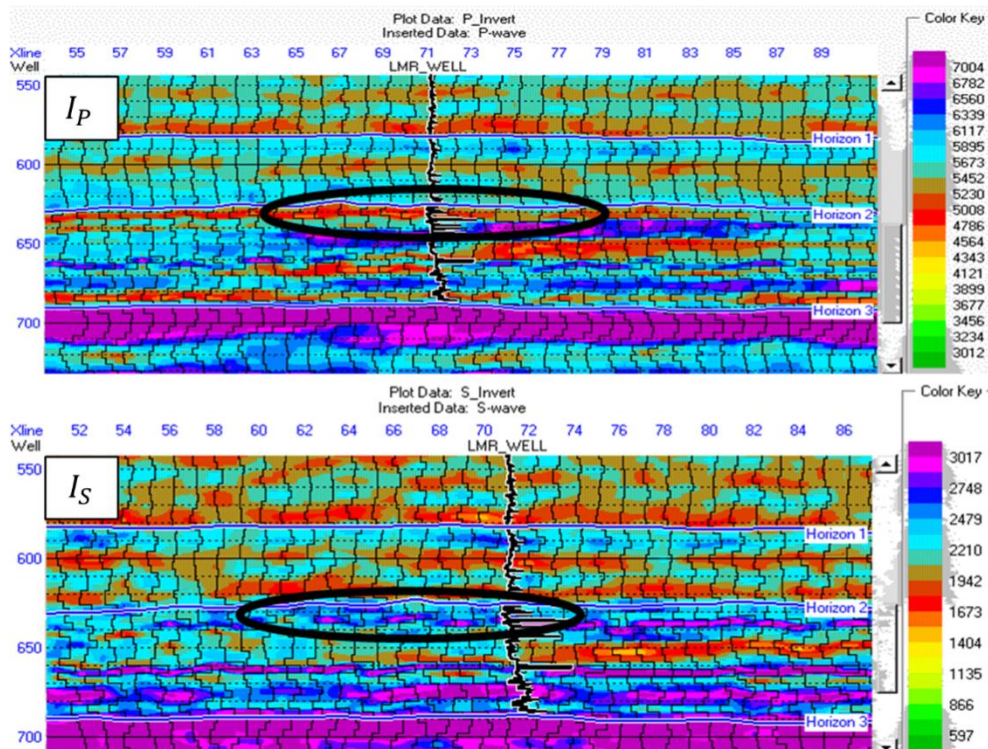 Plot Data: P_Invert
Inserted Data: P-wave
Color Key
Xline 55 57 59 61 63 65 67 69 71 73 75 77 79 81 83 85 87 89
Well LMR_WELL
I_P
550
600
650
700
Horizon 1
Horizon 2
Horizon 3
7004
6782
6560
6339
6117
5895
5673
5452
5230
5008
4786
4564
4343
4121
3899
3677
3456
3234
3012
Plot Data: S_Invert
Inserted Data: S-wave
Color Key
Xline 52 54 56 58 60 62 64 66 68 70 72 74 76 78 80 82 84 86
Well LMR_WELL
I_S
550
600
650
700
Horizon 1
Horizon 2
Horizon 3
3017
2748
2479
2210
1942
1673
1404
1135
866
597